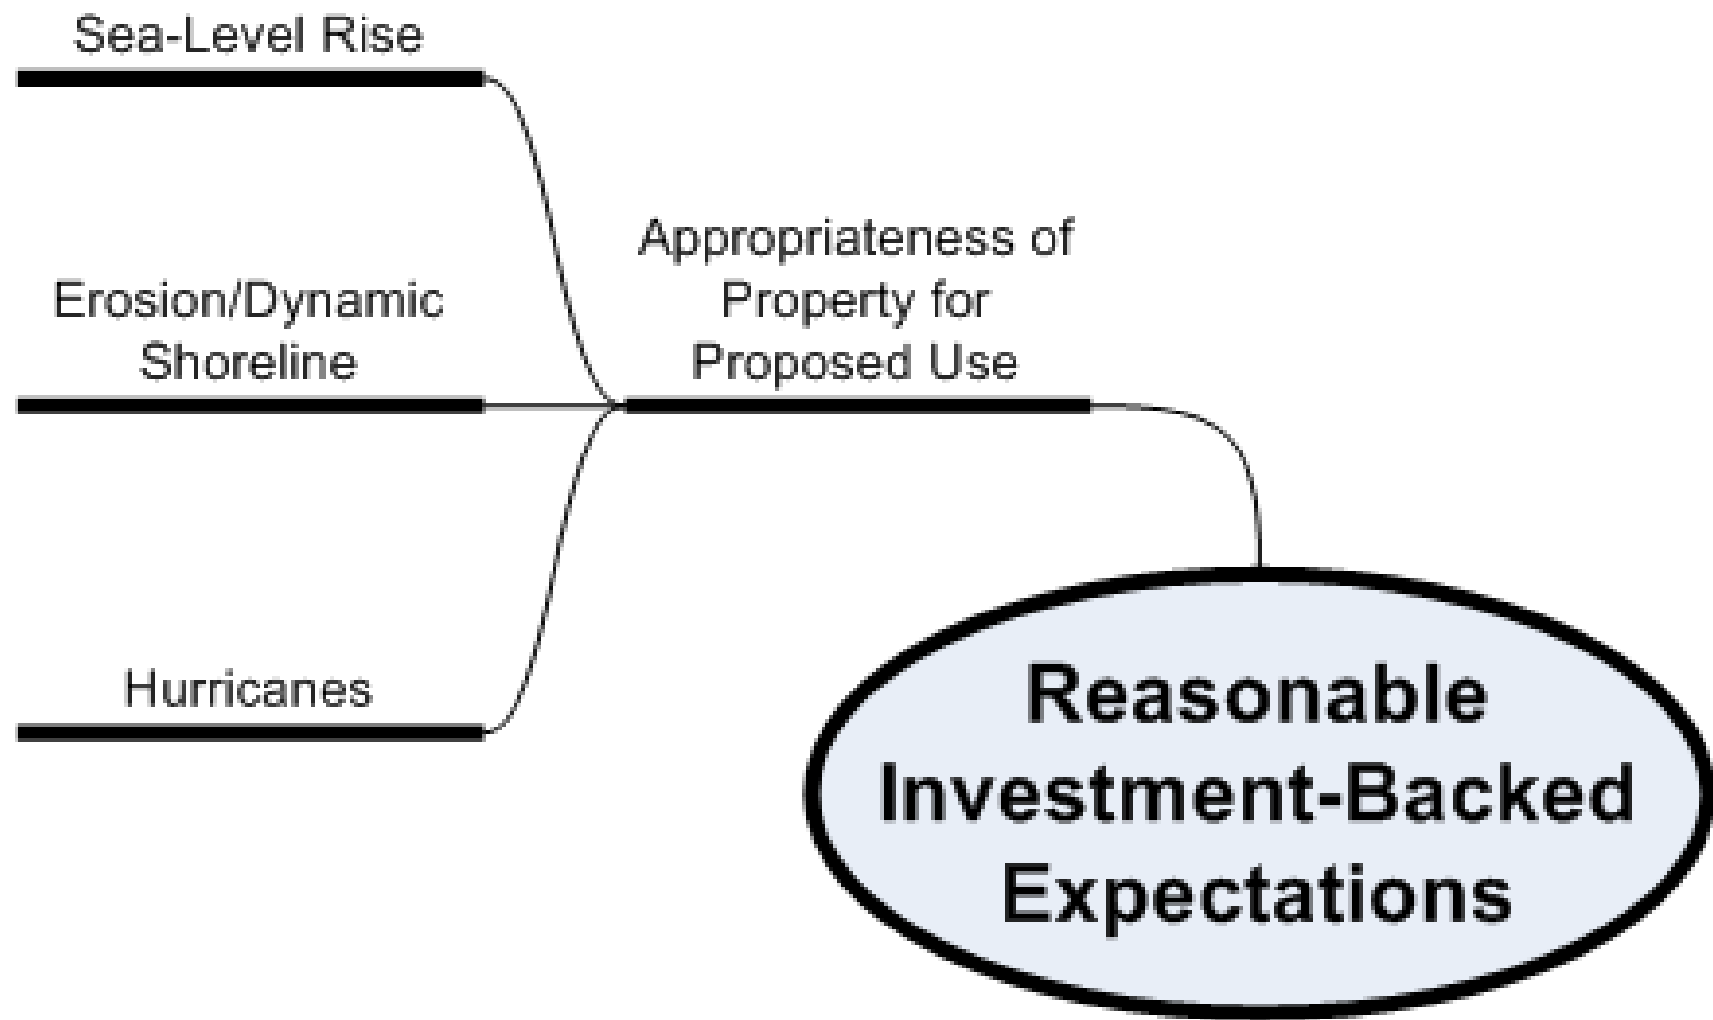 Sea-Level Rise
Erosion/Dynamic
Shoreline
Hurricanes
Appropriateness of
Property for
Proposed Use
Reasonable
Investment-Backed
Expectations